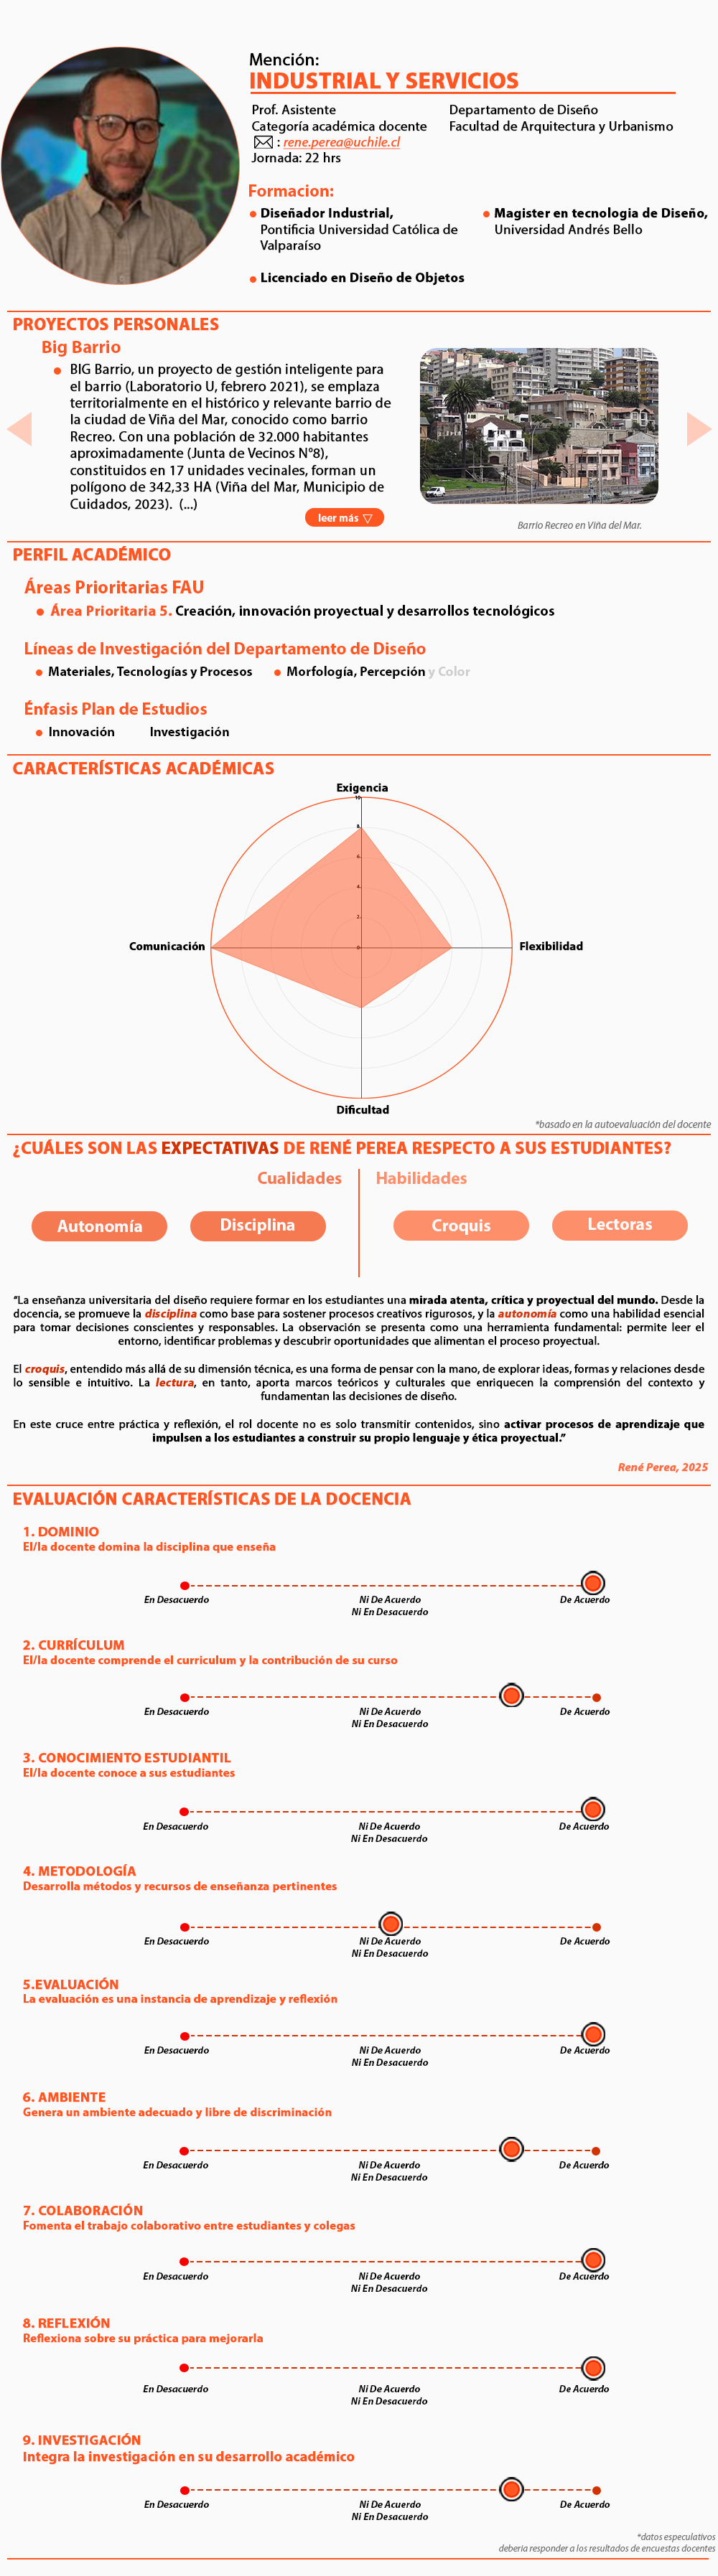 Mención:
INDUSTRIAL Y SERVICIOS
Prof. Asistente
Categoría académica docente
: rene.perea@uchile.cl
Jornada: 22 hrs
Departamento de Diseño
Facultad de Arquitectura y Urbanismo
Formacion:
Diseñador Industrial,
Pontificia Universidad Católica de
Valparaíso
Magister en tecnologia de Diseño,
Universidad Andrés Bello
Licenciado en Diseño de Objetos
PROYECTOS PERSONALES
Big Barrio
BIG Barrio, un proyecto de gestión inteligente para
el barrio (Laboratorio U, febrero 2021), se emplaza
territorialmente en el histórico y relevante barrio de
la ciudad de Viña del Mar, conocido como barrio
Recreo. Con una población de 32.000 habitantes
aproximadamente (Junta de Vecinos N°8),
constituidos en 17 unidades vecinales, forman un
polígono de 342,33 HA (Viña del Mar, Municipio de
Cuidados, 2023). (...)
leer más
Barrio Recreo en Viña del Mar.
PERFIL ACADÉMICO
Áreas Prioritarias FAU
Área Prioritaria 5. Creación, innovación proyectual y desarrollos tecnológicos
Líneas de Investigación del Departamento de Diseño
Materiales, Tecnologías y Procesos
Morfología, Percepción y Color
Énfasis Plan de Estudios
Innovación
Investigación
CARACTERÍSTICAS ACADÉMICAS
Exigencia
10
8
6
4
2
0
Comunicación
Flexibilidad
Dificultad
*basado en la autoevaluación del docente
¿CUÁLES SON LAS EXPECTATIVAS DE RENÉ PEREA RESPECTO A SUS ESTUDIANTES?
Cualidades
Habilidades
Autonomía
Disciplina
Croquis
Lectoras
"La enseñanza universitaria del diseño requiere formar en los estudiantes una mirada atenta, crítica y proyectual del mundo. Desde la
docencia, se promueve la disciplina como base para sostener procesos creativos rigurosos, y la autonomía como una habilidad esencial
para tomar decisiones conscientes y responsables. La observación se presenta como una herramienta fundamental: permite leer el
entorno, identificar problemas y descubrir oportunidades que alimentan el proceso proyectual.
El croquis, entendido más allá de su dimensión técnica, es una forma de pensar con la mano, de explorar ideas, formas y relaciones desde
lo sensible e intuitivo. La lectura, en tanto, aporta marcos teóricos y culturales que enriquecen la comprensión del contexto y
fundamentan las decisiones de diseño.
En este cruce entre práctica y reflexión, el rol docente no es solo transmitir contenidos, sino activar procesos de aprendizaje que
impulsen a los estudiantes a construir su propio lenguaje y ética proyectual."
René Perea, 2025
EVALUACIÓN CARACTERÍSTICAS DE LA DOCENCIA
1. DOMINIO
El/la docente domina la disciplina que enseña
En Desacuerdo
Ni De Acuerdo
Ni En Desacuerdo
De Acuerdo
2. CURRÍCULUM
El/la docente comprende el curriculum y la contribución de su curso
En Desacuerdo
Ni De Acuerdo
Ni En Desacuerdo
De Acuerdo
3. CONOCIMIENTO ESTUDIANTIL
El/la docente conoce a sus estudiantes
En Desacuerdo
Ni De Acuerdo
Ni En Desacuerdo
De Acuerdo
4. METODOLOGÍA
Desarrolla métodos y recursos de enseñanza pertinentes
En Desacuerdo
Ni De Acuerdo
Ni En Desacuerdo
De Acuerdo
5.EVALUACIÓN
La evaluación es una instancia de aprendizaje y reflexión
En Desacuerdo
Ni De Acuerdo
Ni En Desacuerdo
De Acuerdo
6. AMBIENTE
Genera un ambiente adecuado y libre de discriminación
En Desacuerdo
Ni De Acuerdo
Ni En Desacuerdo
De Acuerdo
7. COLABORACIÓN
Fomenta el trabajo colaborativo entre estudiantes y colegas
En Desacuerdo
Ni De Acuerdo
Ni En Desacuerdo
De Acuerdo
8. REFLEXIÓN
Reflexiona sobre su práctica para mejorarla
En Desacuerdo
Ni De Acuerdo
Ni En Desacuerdo
De Acuerdo
9. INVESTIGACIÓN
Integra la investigación en su desarrollo académico
En Desacuerdo
Ni De Acuerdo
Ni En Desacuerdo
De Acuerdo
*datos especulativos
debería responder a los resultados de encuestas docentes